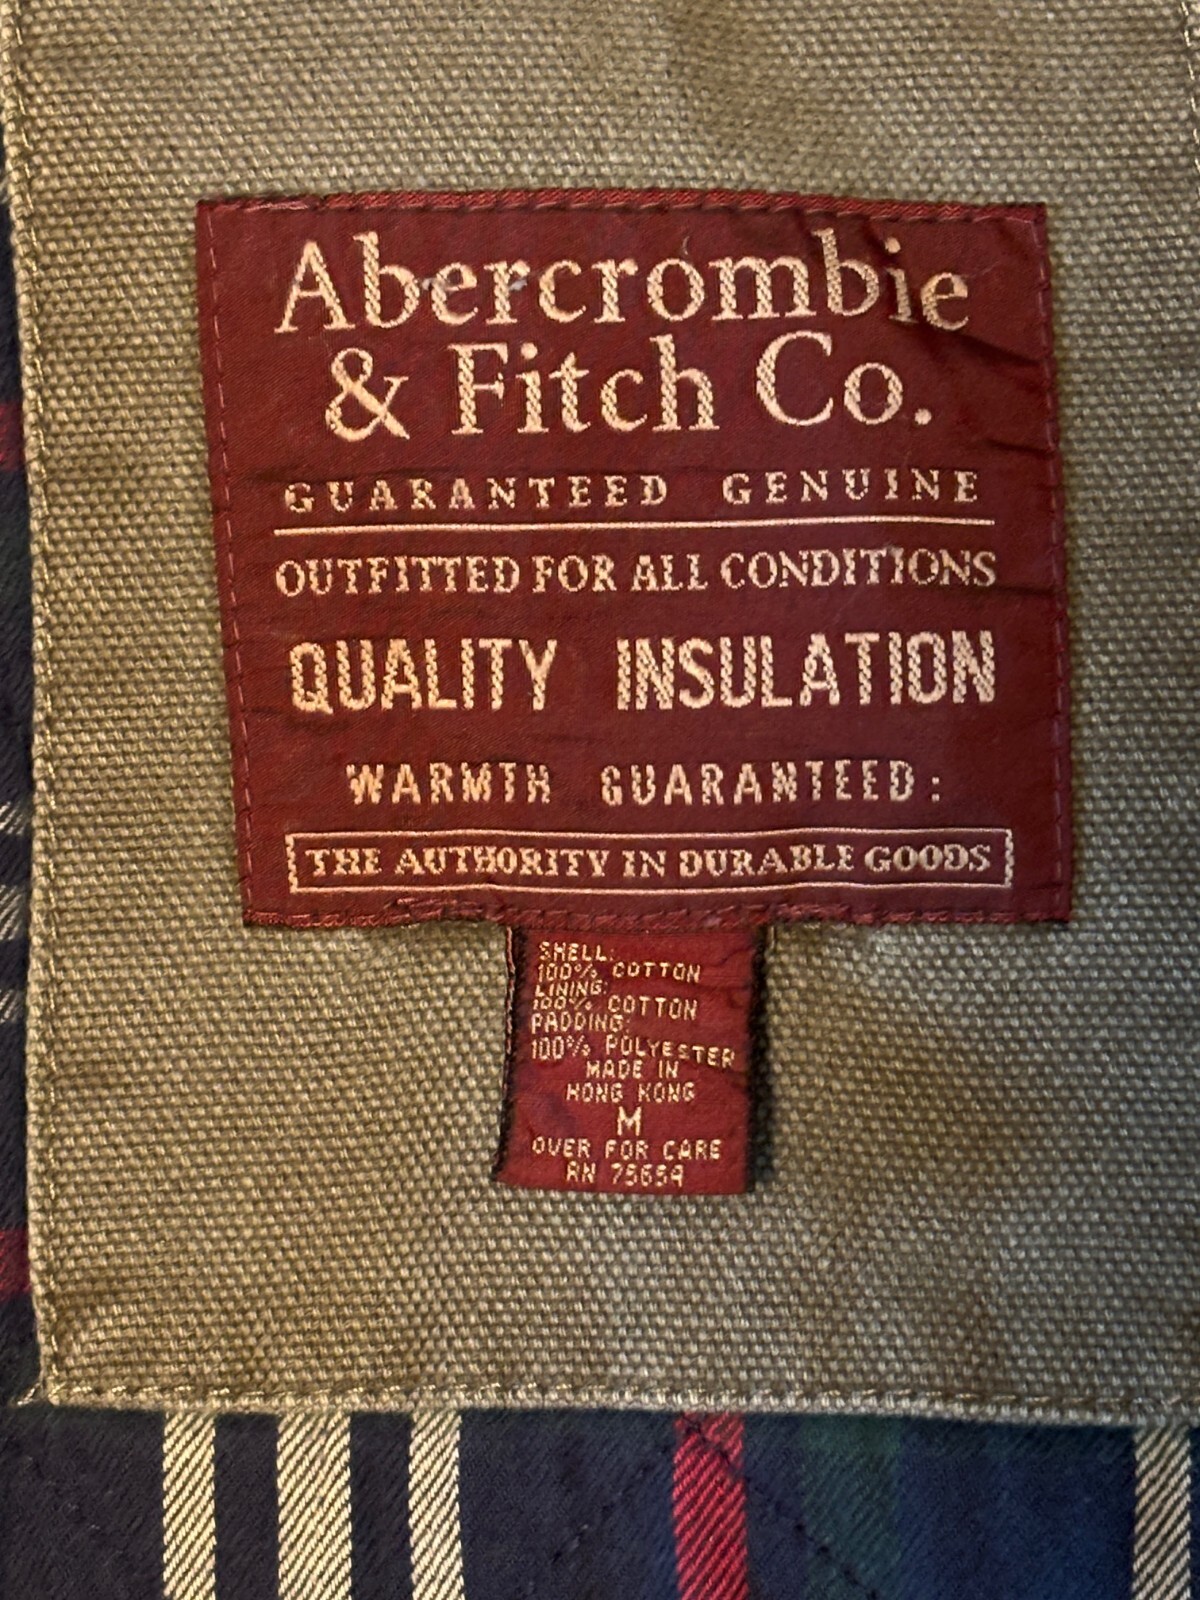 Abercrombie
& Fitch Co.
GUARANTEED GENUINE
OUTFITTED FOR ALL CONDITIONS
QUALITY INSULATION
WARMTH GUARANTEED:
THE AUTHORITY IN DURABLE GOODS
SHELL:
100% COTTON
LINING:
100% COTTON
PADDING:
100% POLYESTER
MADE IN
HONG KONG
M
OVER FOR CARE
RN 75654